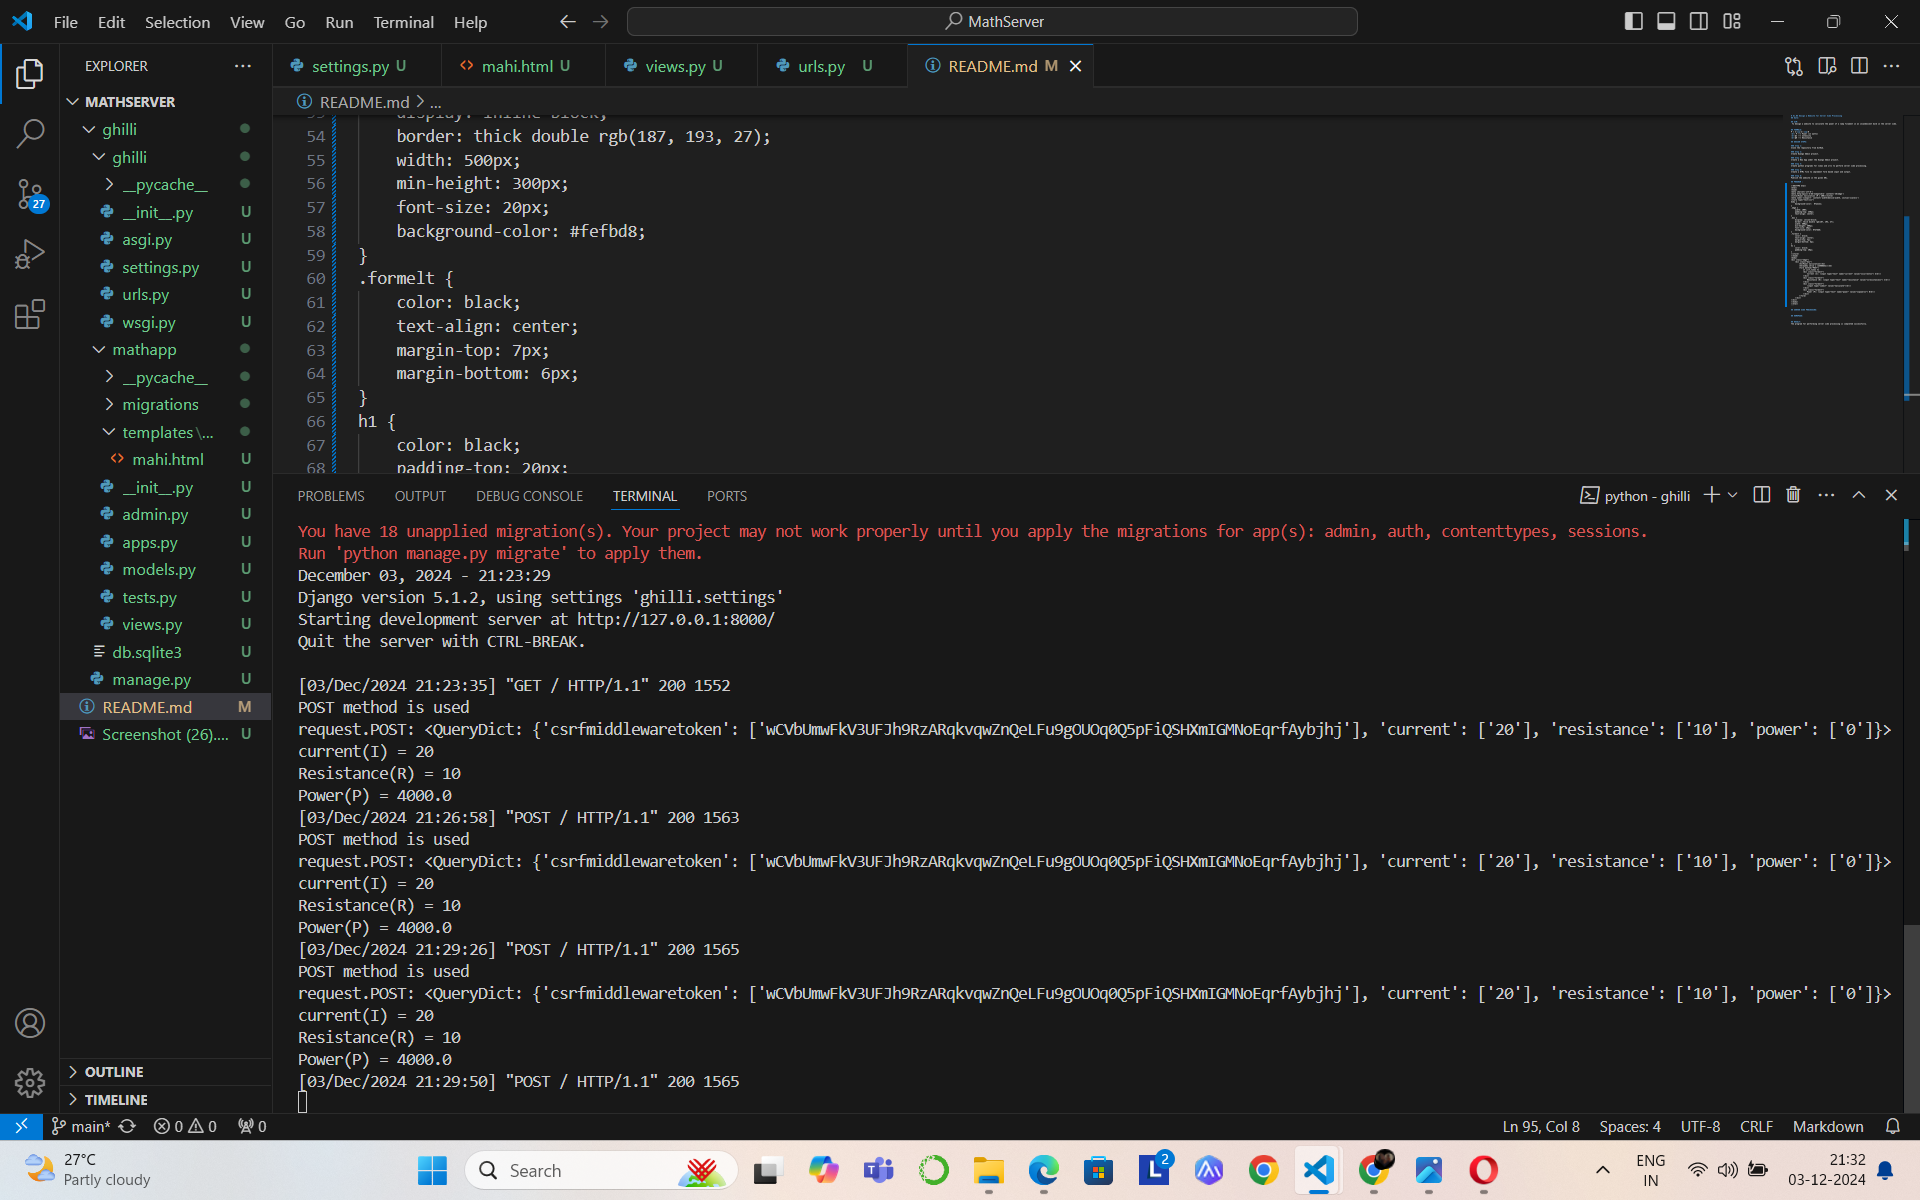 File Edit Selection View Go Run Terminal Help
MathServer
EXPLORER
settings.py U
mahi.html U
views.py U
urls.py U
README.md M
README.md > ...
MATHSERVER
ghilli
ghilli
__pycache__
__init__.py U
asgi.py U
settings.py U
urls.py U
wsgi.py U
mathapp
__pycache__
migrations
templates\...
mahi.html U
__init__.py U
admin.py U
apps.py U
models.py U
tests.py U
views.py U
db.sqlite3 U
manage.py U
README.md M
Screenshot (26).... U
OUTLINE
TIMELINE
27
53 display: inline-block;
54 border: thick double rgb(187, 193, 27);
55 width: 500px;
56 min-height: 300px;
57 font-size: 20px;
58 background-color: #fefbd8;
59 }
60 .formelt {
61 color: black;
62 text-align: center;
63 margin-top: 7px;
64 margin-bottom: 6px;
65 }
66 h1 {
67 color: black;
68 padding-top: 20px;
PROBLEMS OUTPUT DEBUG CONSOLE TERMINAL PORTS
python - ghilli
You have 18 unapplied migration(s). Your project may not work properly until you apply the migrations for app(s): admin, auth, contenttypes, sessions.
Run 'python manage.py migrate' to apply them.
December 03, 2024 - 21:23:29
Django version 5.1.2, using settings 'ghilli.settings'
Starting development server at http://127.0.0.1:8000/
Quit the server with CTRL-BREAK.
[03/Dec/2024 21:23:35] "GET / HTTP/1.1" 200 1552
POST method is used
request.POST: <QueryDict: {'csrfmiddlewaretoken': ['wCVbUmwFkV3UFJh9RzARqkvqwZnQeLFu9gOUOq0Q5pFiQSHXmIGMNoEqrfAybjhj'], 'current': ['20'], 'resistance': ['10'], 'power': ['0']}>
current(I) = 20
Resistance(R) = 10
Power(P) = 4000.0
[03/Dec/2024 21:26:58] "POST / HTTP/1.1" 200 1563
POST method is used
request.POST: <QueryDict: {'csrfmiddlewaretoken': ['wCVbUmwFkV3UFJh9RzARqkvqwZnQeLFu9gOUOq0Q5pFiQSHXmIGMNoEqrfAybjhj'], 'current': ['20'], 'resistance': ['10'], 'power': ['0']}>
current(I) = 20
Resistance(R) = 10
Power(P) = 4000.0
[03/Dec/2024 21:29:26] "POST / HTTP/1.1" 200 1565
POST method is used
request.POST: <QueryDict: {'csrfmiddlewaretoken': ['wCVbUmwFkV3UFJh9RzARqkvqwZnQeLFu9gOUOq0Q5pFiQSHXmIGMNoEqrfAybjhj'], 'current': ['20'], 'resistance': ['10'], 'power': ['0']}>
current(I) = 20
Resistance(R) = 10
Power(P) = 4000.0
[03/Dec/2024 21:29:50] "POST / HTTP/1.1" 200 1565
main* 0 0 0
Ln 95, Col 8 Spaces: 4 UTF-8 CRLF Markdown
27°C
Partly cloudy
Search
L 2
ENG
IN
21:32
03-12-2024